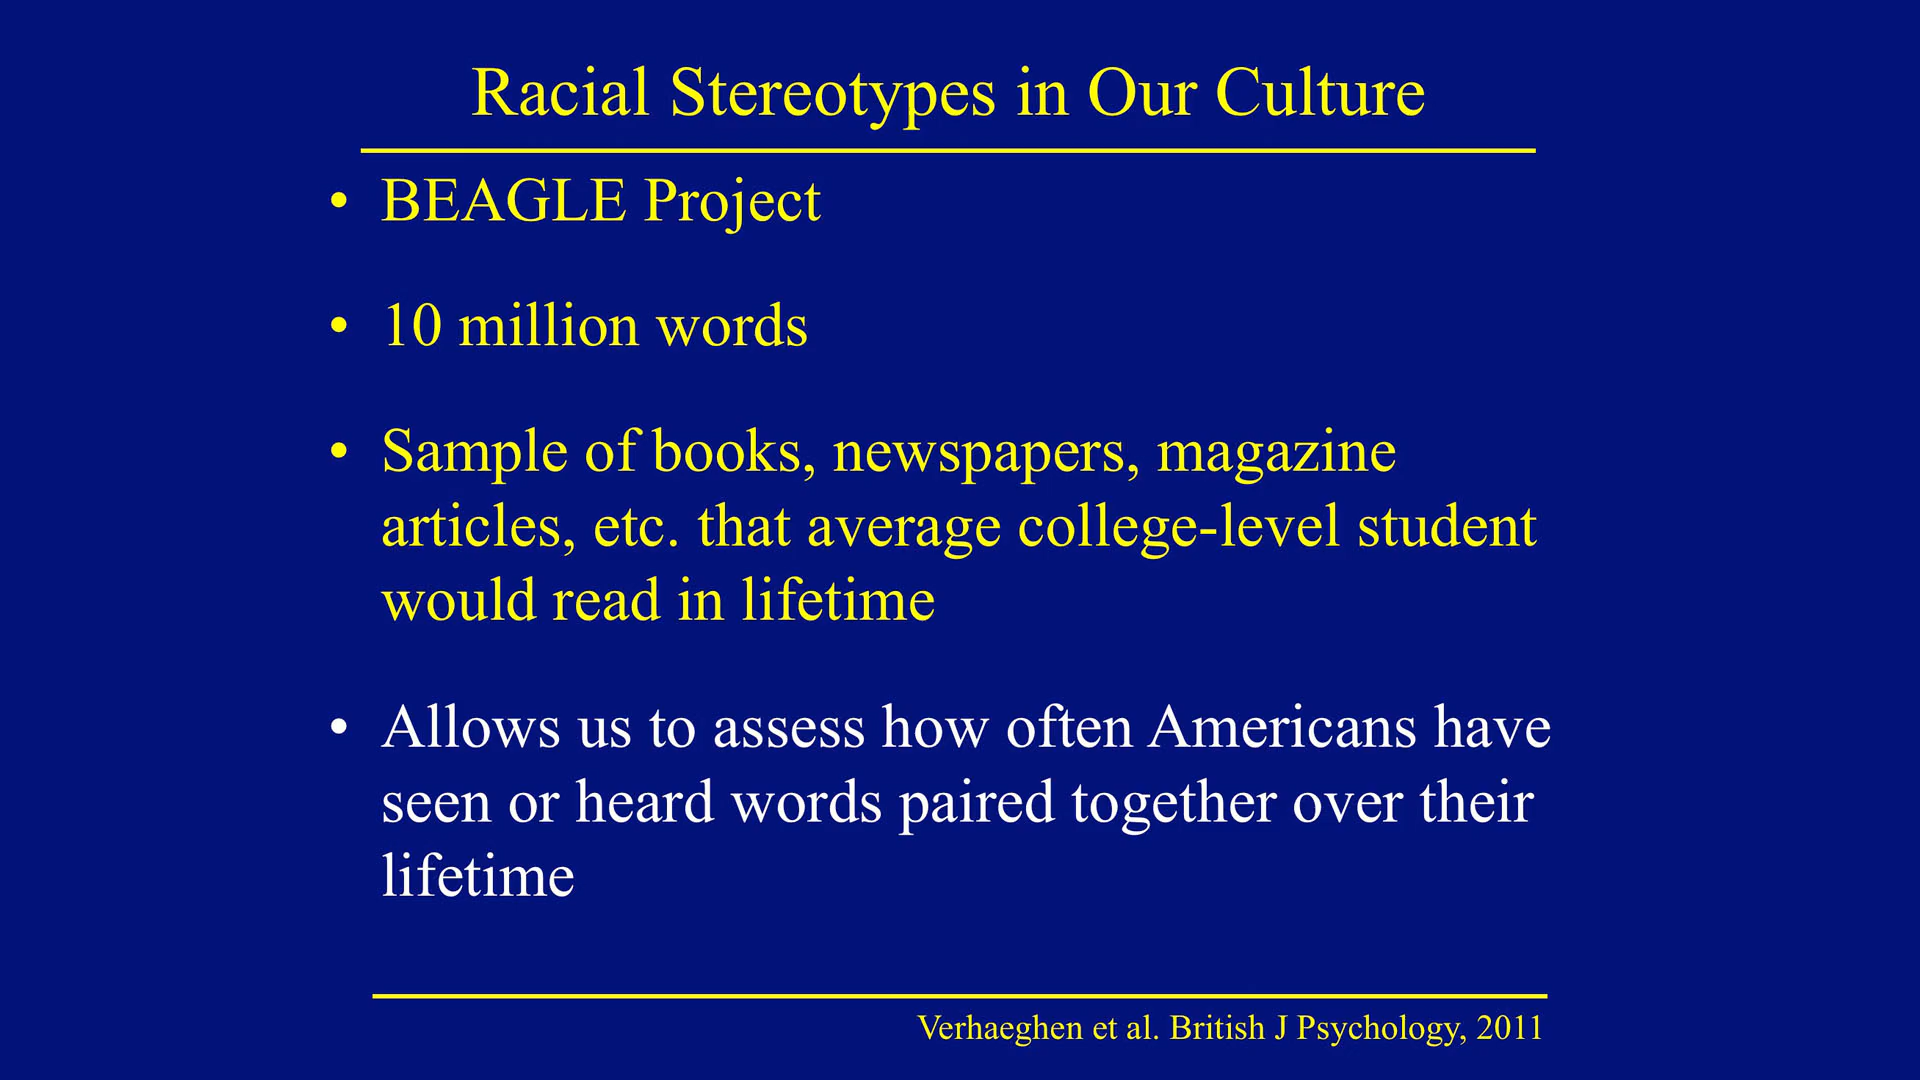 Racial Stereotypes in Our Culture
• BEAGLE Project
• 10 million words
• Sample of books, newspapers, magazine
articles, etc. that average college-level student
would read in lifetime
• Allows us to assess how often Americans have
seen or heard words paired together over their
lifetime
Verhaeghen et al. British J Psychology, 2011